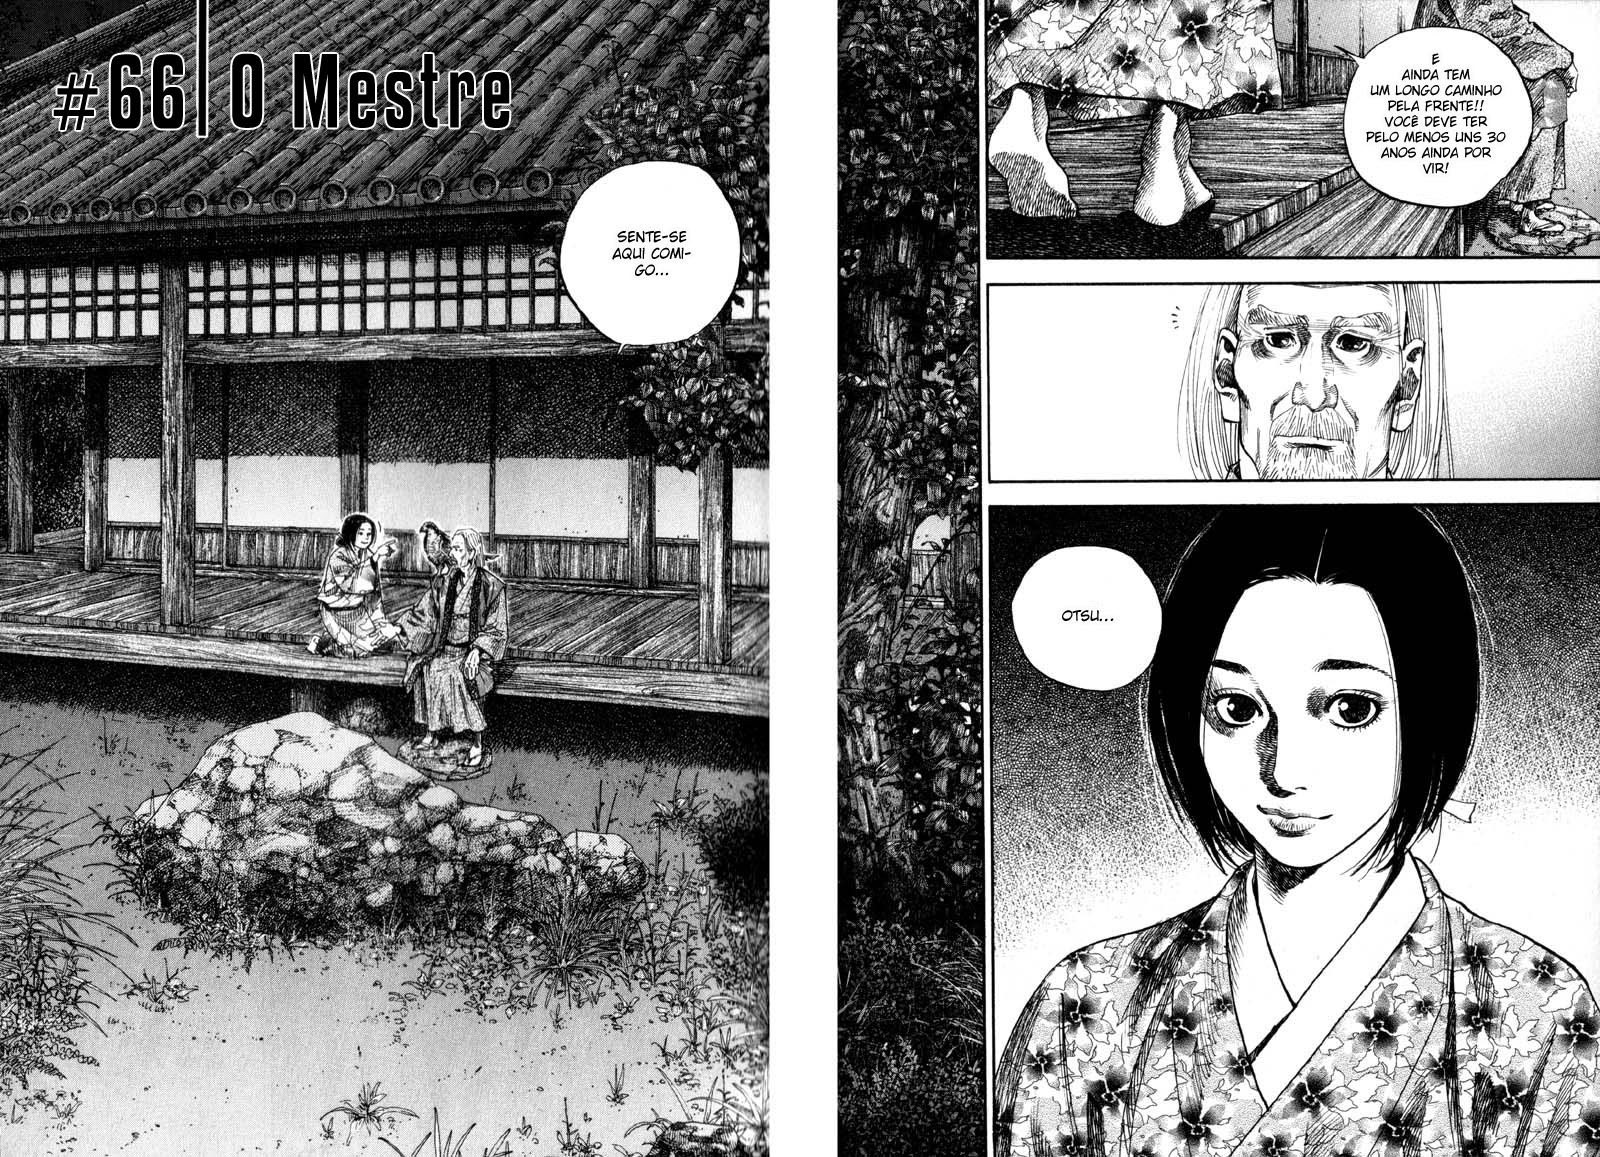 E
AINDA TEM
UM LONGO CAMINHO
PELA FRENTE!!
VOCÊ DEVE TER
PELO MENOS UNS 30
ANOS AINDA POR
VIR!
OTSU...
#66 | O Mestre
SENTE-SE
AQUI COMI-
GO...